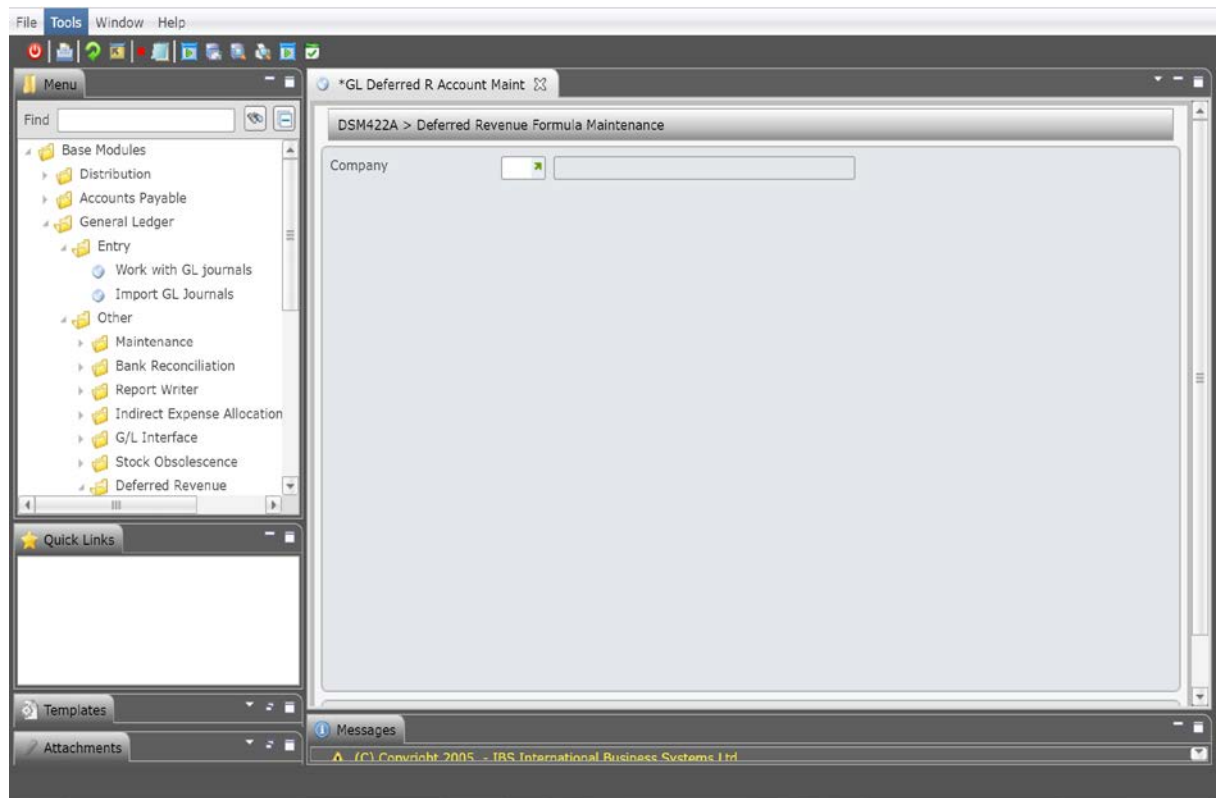 File Tools Window Help
Menu
Find
Base Modules
Distribution
Accounts Payable
General Ledger
Entry
Work with GL journals
Import GL Journals
Other
Maintenance
Bank Reconciliation
Report Writer
Indirect Expense Allocation
G/L Interface
Stock Obsolescence
Deferred Revenue
Quick Links
Templates
Attachments
*GL Deferred R Account Maint
DSM422A > Deferred Revenue Formula Maintenance
Company
Messages
(C) Copyright 2005 - IBS International Business Systems Ltd